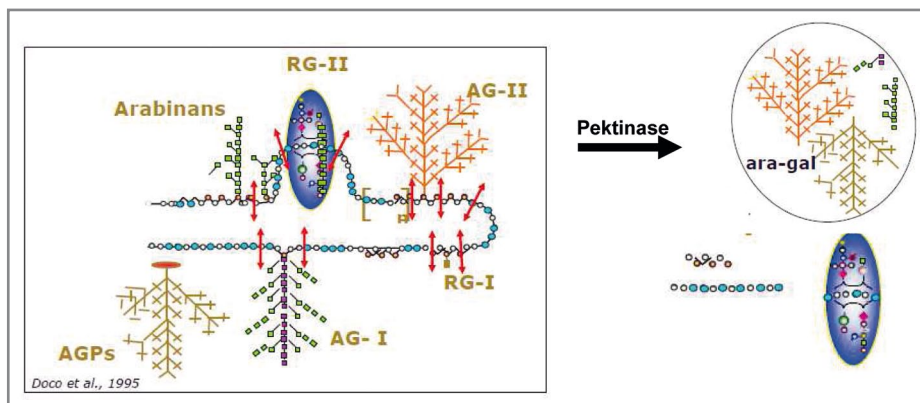 RG-II
AG-II
Arabinans
Pektinase
ara-gal
n
RG-I
AGPs
AG- I
Doco et al., 1995